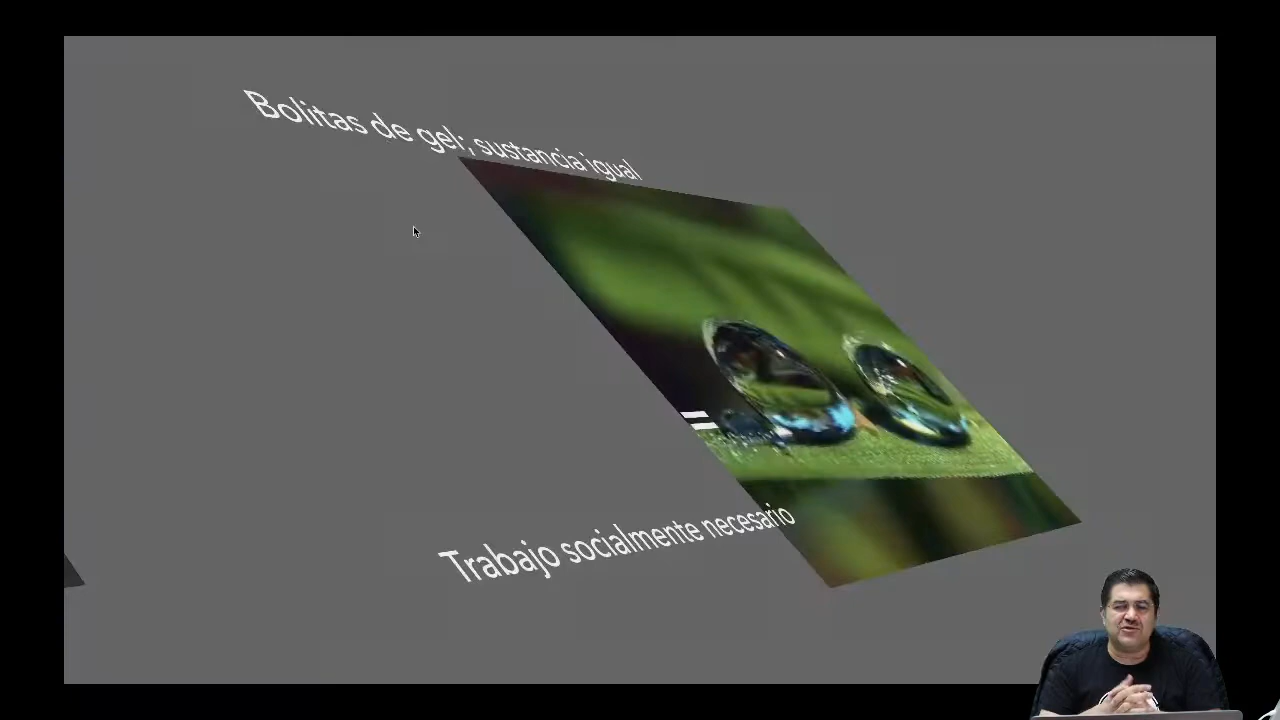 Bolitas de gel; sustancia igual
=
Trabajo socialmente necesario